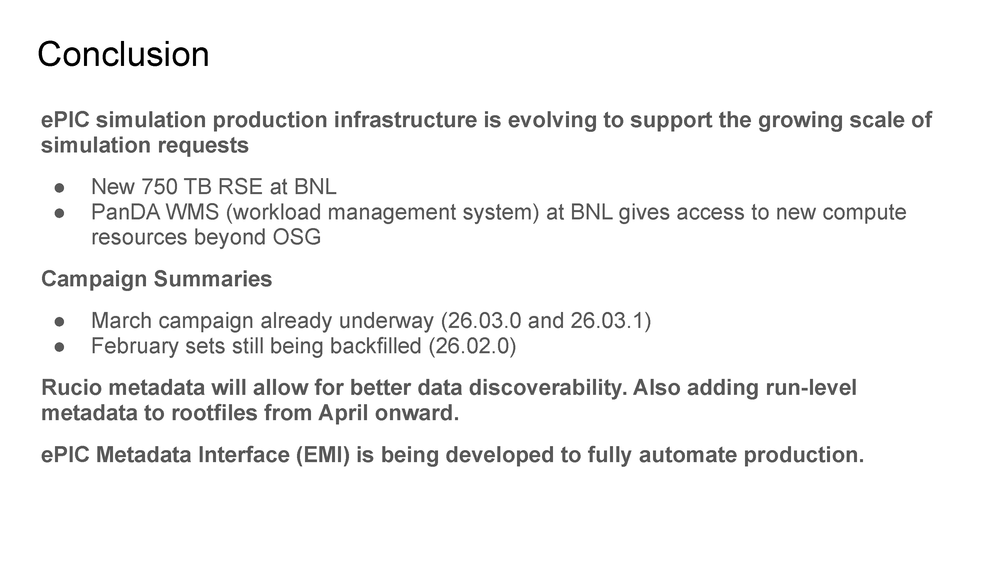 Conclusion
ePIC simulation production infrastructure is evolving to support the growing scale of
simulation requests
● New 750 TB RSE at BNL
● PanDA WMS (workload management system) at BNL gives access to new compute
resources beyond OSG
Campaign Summaries
● March campaign already underway (26.03.0 and 26.03.1)
● February sets still being backfilled (26.02.0)
Rucio metadata will allow for better data discoverability. Also adding run-level
metadata to rootfiles from April onward.
ePIC Metadata Interface (EMI) is being developed to fully automate production.